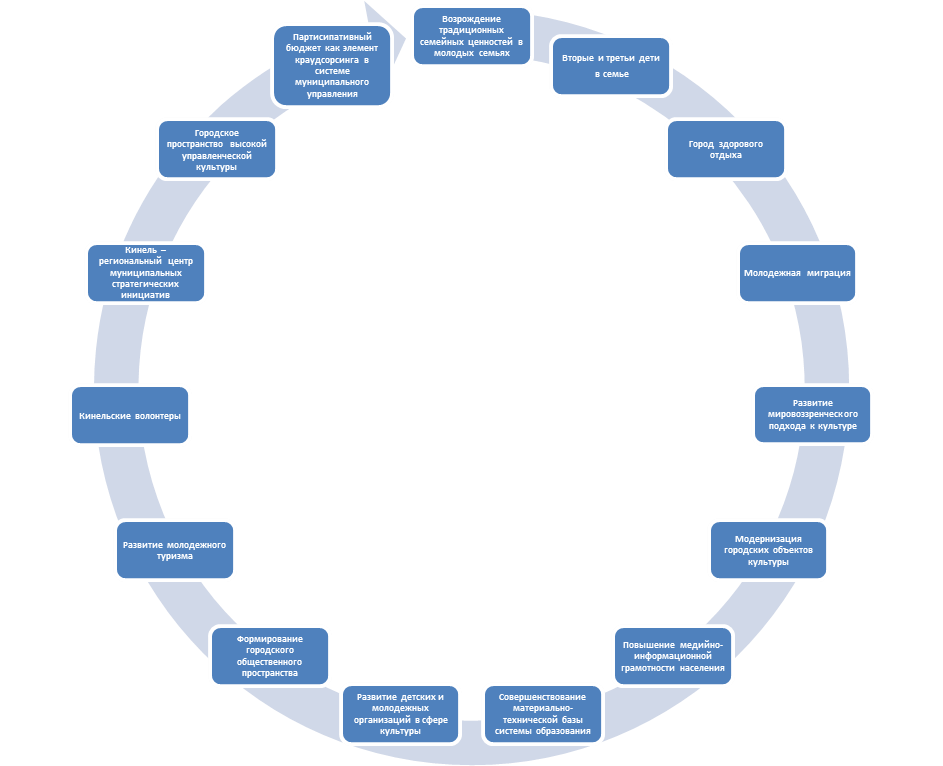 Возрождение
традиционных
семейных ценностей в
молодых семьях
Вторые и третьи дети
в семье
Город здорового
отдыха
Молодежная миграция
Развитие
мировоззренческого
подхода к культуре
Модернизация
городских объектов
культуры
Повышение медийно-
информационной
грамотности населения
Совершенствование
материально-
технической базы
системы образования
Развитие детских и
молодежных
организаций в сфере
культуры
Формирование
городского
общественного
пространства
Развитие молодежного
туризма
Кинельские волонтеры
Кинель –
региональный центр
муниципальных
стратегических
инициатив
Городское
пространство высокой
управленческой
культуры
Партисипативный
бюджет как элемент
краудсорсинга в
системе
муниципального
управления